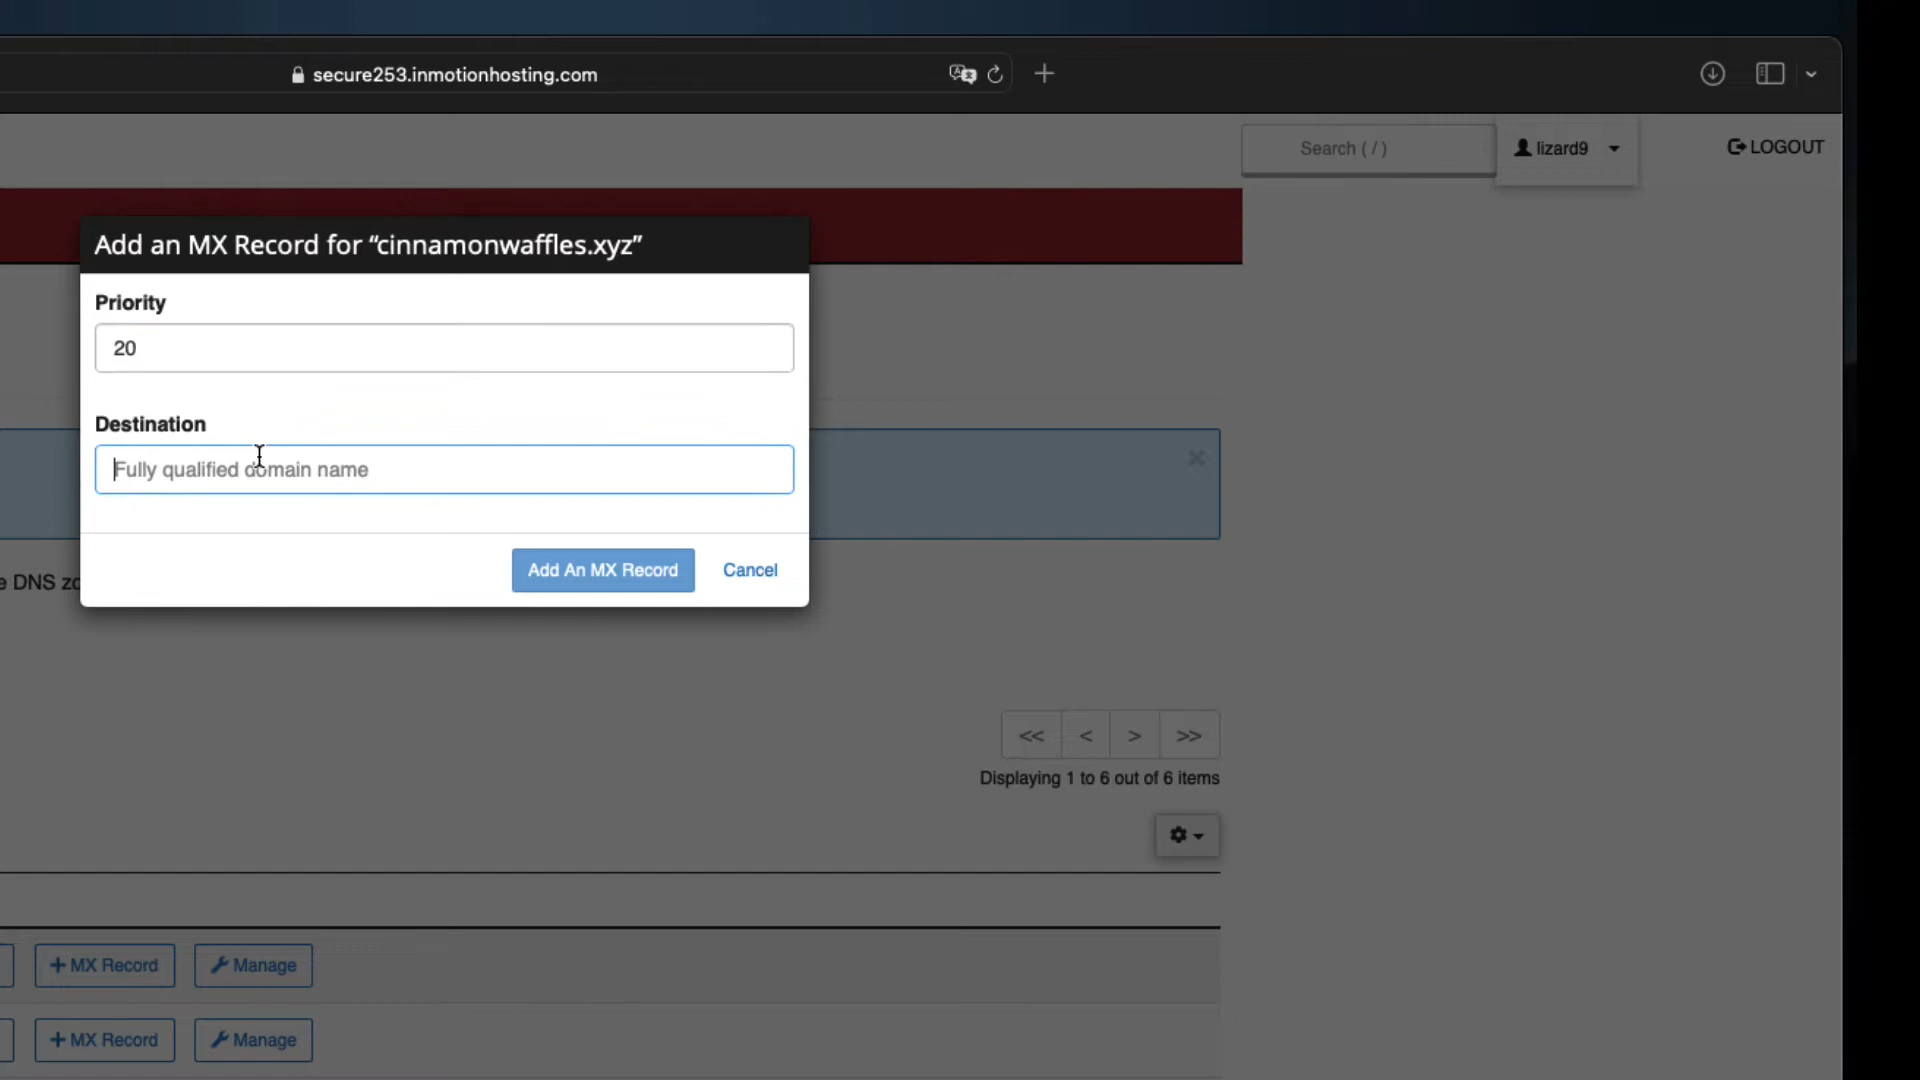 secure253.inmotionhosting.com
Search ( / )
lizard9
LOGOUT
Add an MX Record for “cinnamonwaffles.xyz”
Priority
20
Destination
Fully qualified domain name
Add An MX Record
Cancel
e DNS zo
<< < > >>
Displaying 1 to 6 out of 6 items
+ MX Record
Manage
+ MX Record
Manage